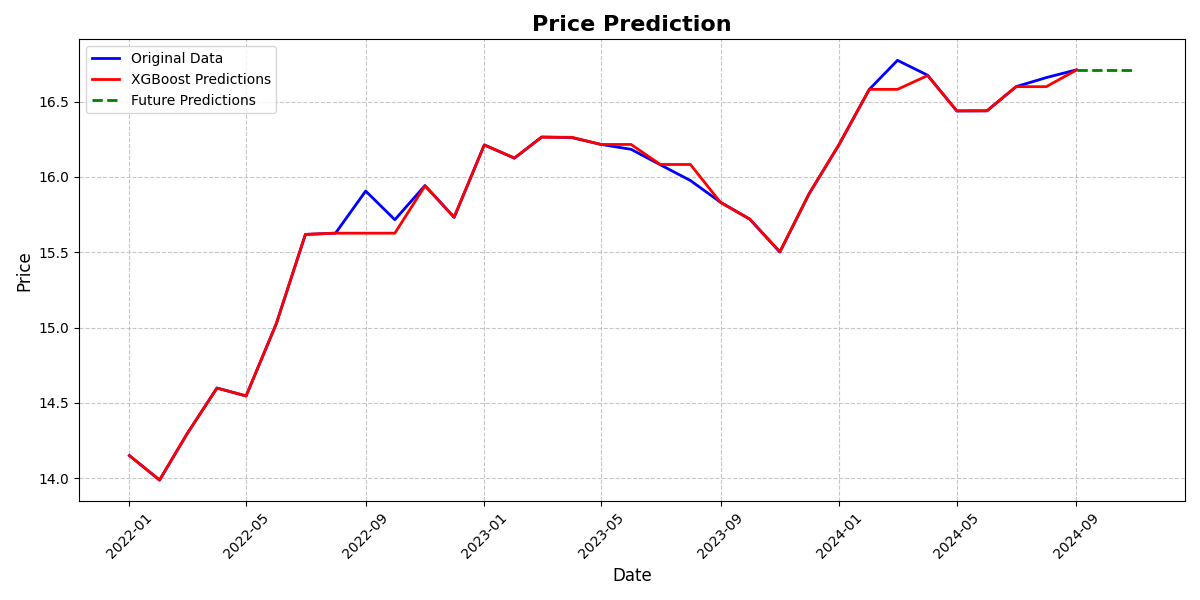 Price Prediction
Original Data
XGBoost Predictions
Future Predictions
Price
16.5
16.0
15.5
15.0
14.5
14.0
2022-01
2022-05
2022-09
2023-01
2023-05
2023-09
2024-01
2024-05
2024-09
Date